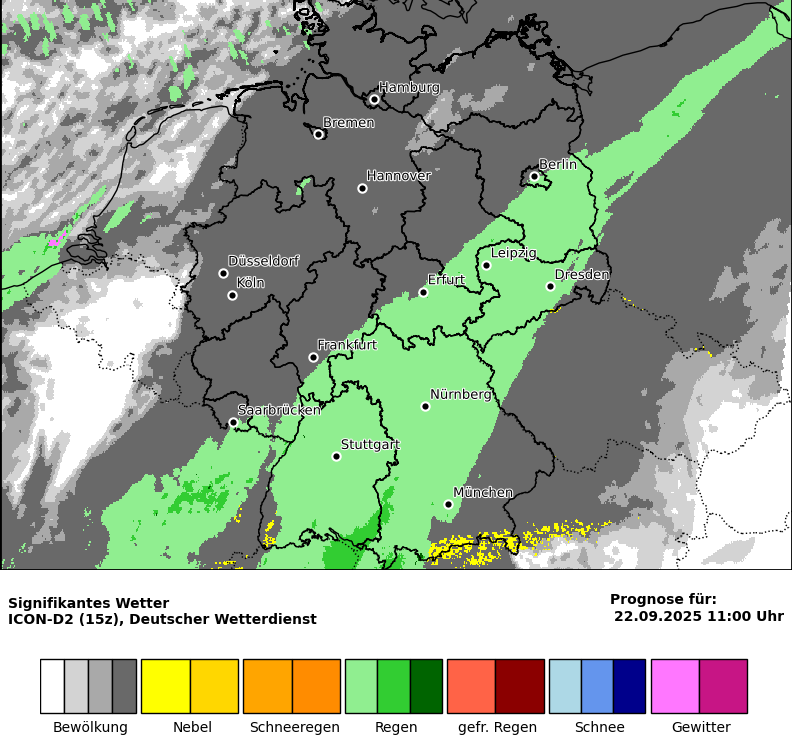 Hamburg
Bremen
Berlin
Hannover
Leipzig
Düsseldorf
Dresden
Erfurt
Köln
Frankfurt
Nürnberg
Saarbrücken
Stuttgart
München
Signifikantes Wetter
ICON-D2 (15z), Deutscher Wetterdienst
Prognose für:
22.09.2025 11:00 Uhr
Bewölkung Nebel Schneeregen Regen gefr. Regen Schnee Gewitter